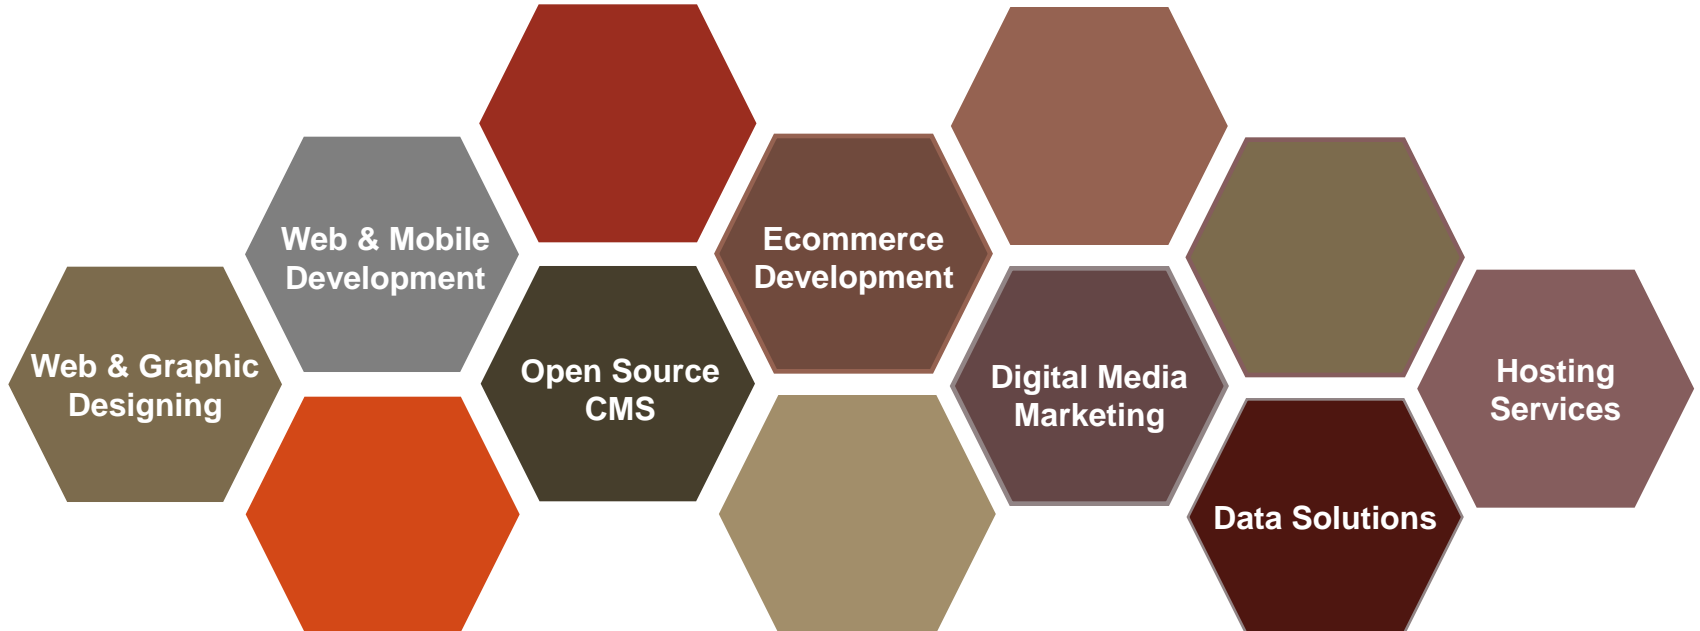 Web & Graphic
Designing
Web & Mobile
Development
Open Source
CMS
Ecommerce
Development
Digital Media
Marketing
Data Solutions
Hosting
Services